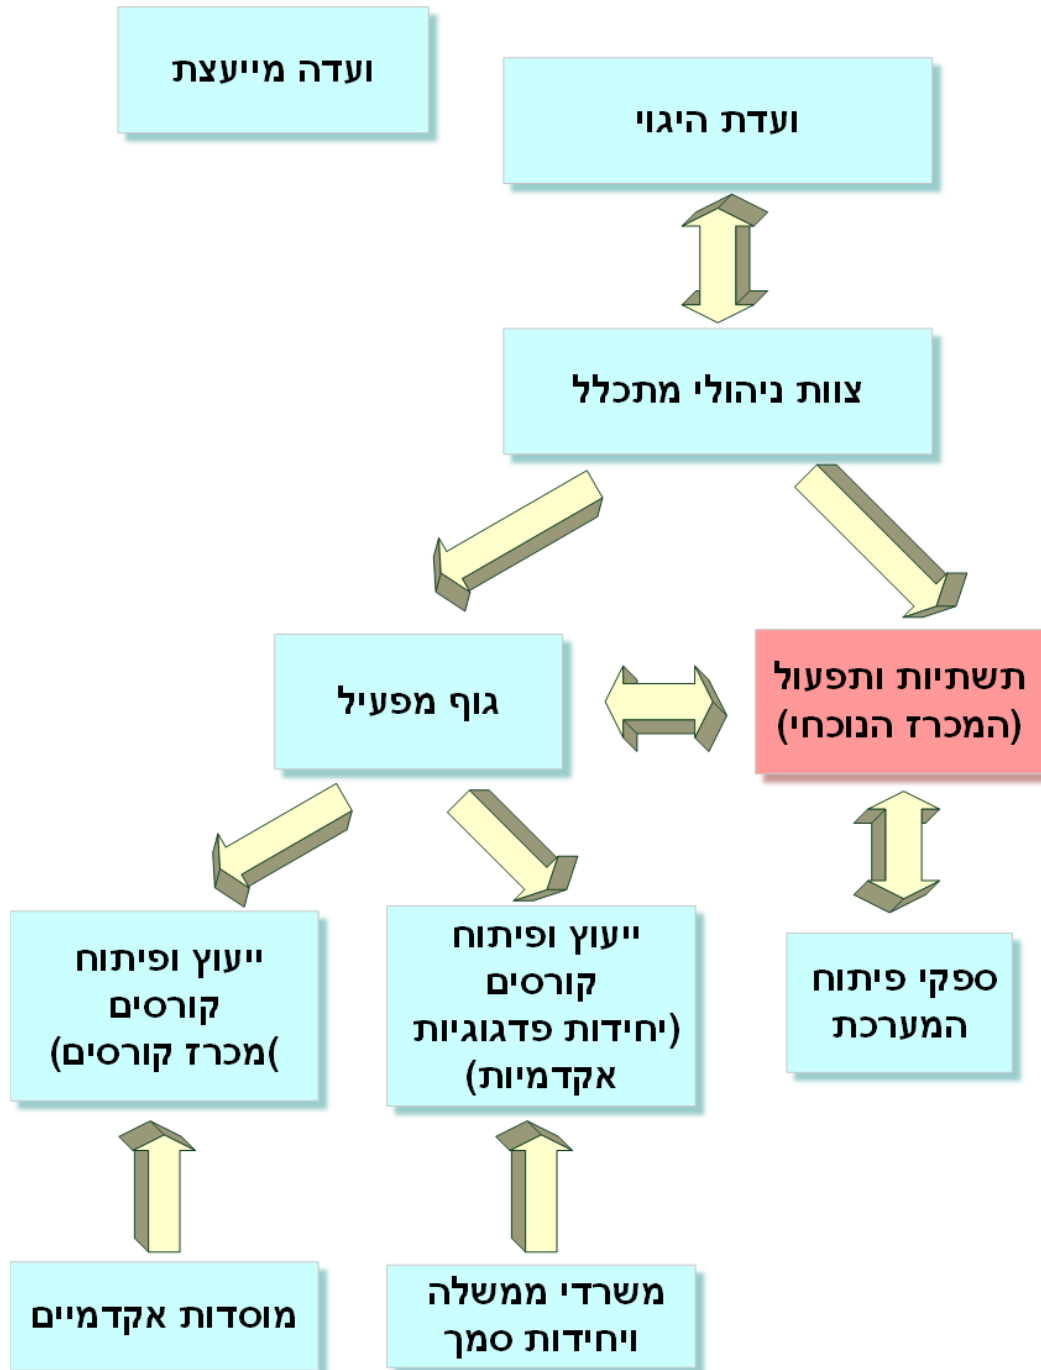 ועדה מייעצת
ועדת היגוי
צוות ניהולי מתכלל
תשתיות ותפעול
(המכרז הנוכחי)
גוף מפעיל
ייעוץ ופיתוח
קורסים
(יחידות פדגוגיות
אקדמיות)
ייעוץ ופיתוח
קורסים
)מכרז קורסים)
ספקי פיתוח
המערכת
משרדי ממשלה
ויחידות סמך
מוסדות אקדמיים